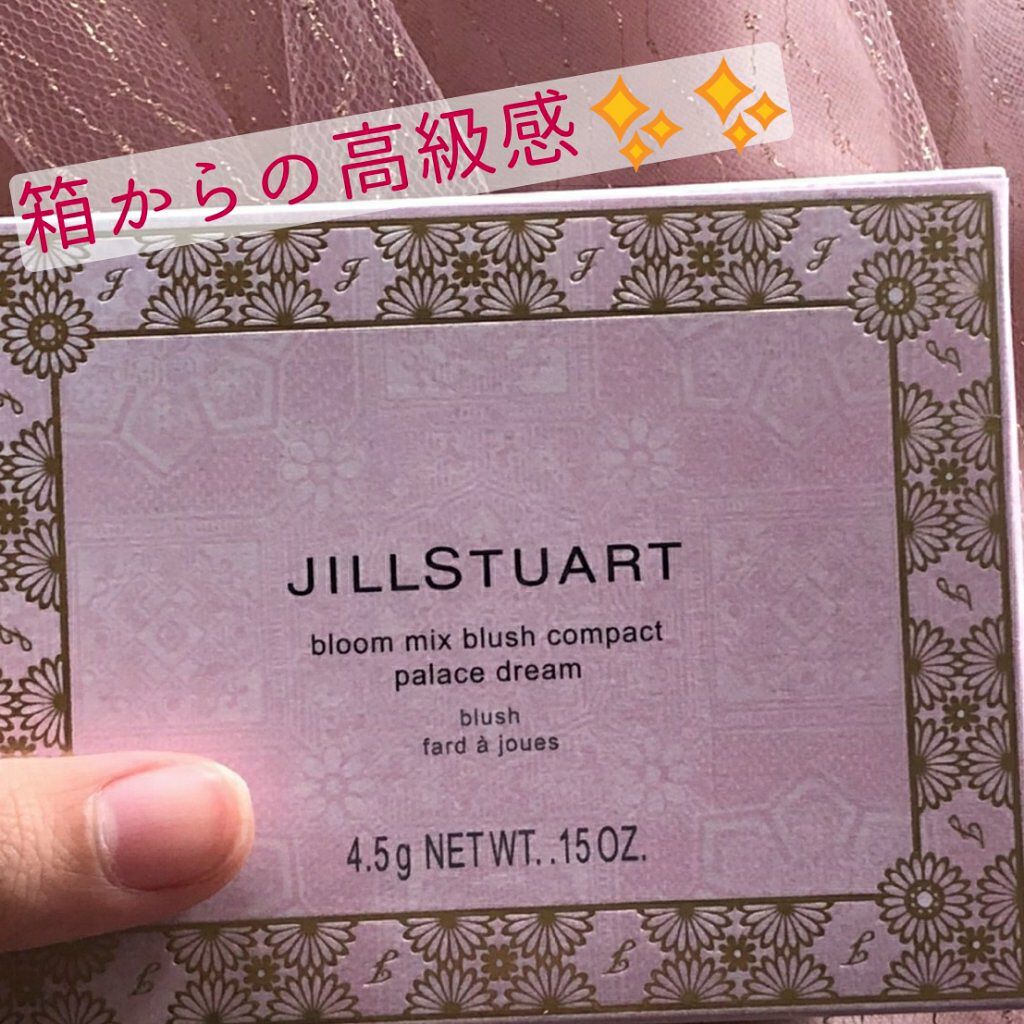 箱からの高級感✨✨
JILLSTUART
bloom mix blush compact
palace dream
blush
fard à joues
4.5g NET WT. .15 OZ.